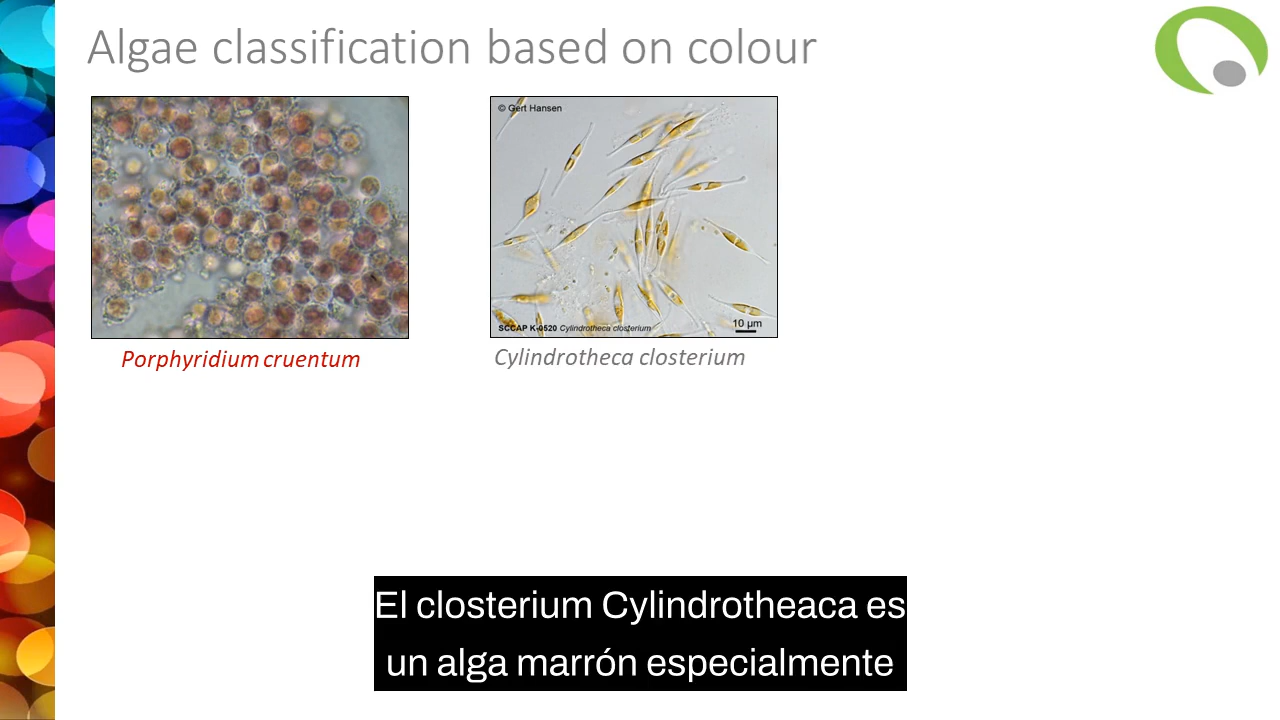 Algae classification based on colour
© Gert Hansen
SCCAP K-0520 Cylindrotheca closterium
10 µm
Porphyridium cruentum
Cylindrotheca closterium
El closterium Cylindrotheaca es
un alga marrón especialmente